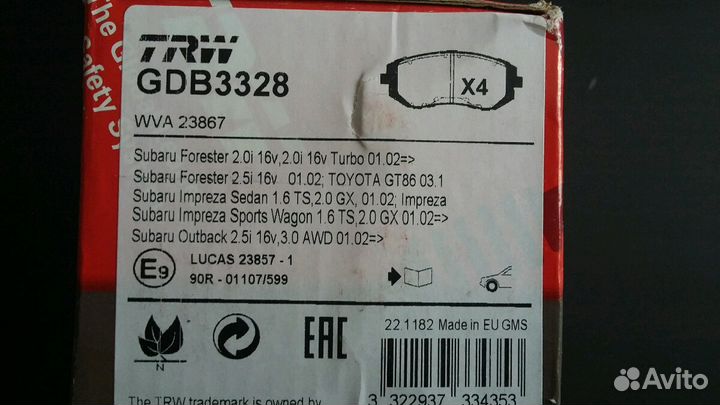 The G
Safety Sy
TRW
GDB3328
X4
WVA 23867
Subaru Forester 2.0i 16v,2.0i 16v Turbo 01.02=>
Subaru Forester 2.5i 16v 01.02; TOYOTA GT86 03.1
Subaru Impreza Sedan 1.6 TS,2.0 GX, 01.02; Impreza
Subaru Impreza Sports Wagon 1.6 TS,2.0 GX 01.02=>
Subaru Outback 2.5i 16v,3.0 AWD 01.02=>
E9
LUCAS 23857 - 1
90R - 01107/599
N
EAC
22.1182 Made in EU GMS
The TRW trademark is owned by
3 322937 334353
Avito